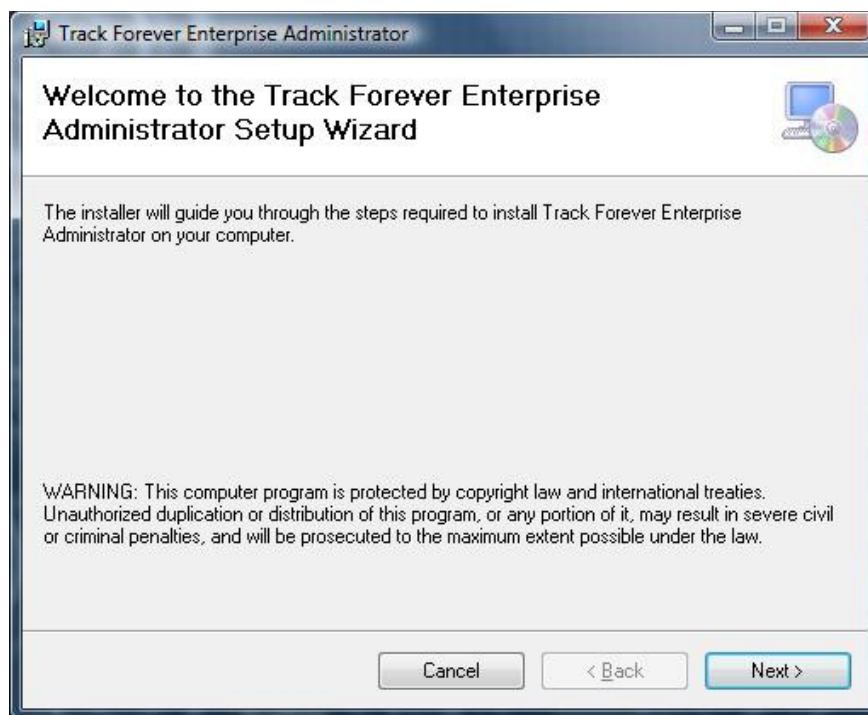 Track Forever Enterprise Administrator
Welcome to the Track Forever Enterprise
Administrator Setup Wizard
The installer will guide you through the steps required to install Track Forever Enterprise
Administrator on your computer.
WARNING: This computer program is protected by copyright law and international treaties.
Unauthorized duplication or distribution of this program, or any portion of it, may result in severe civil
or criminal penalties, and will be prosecuted to the maximum extent possible under the law.
Cancel < Back Next >